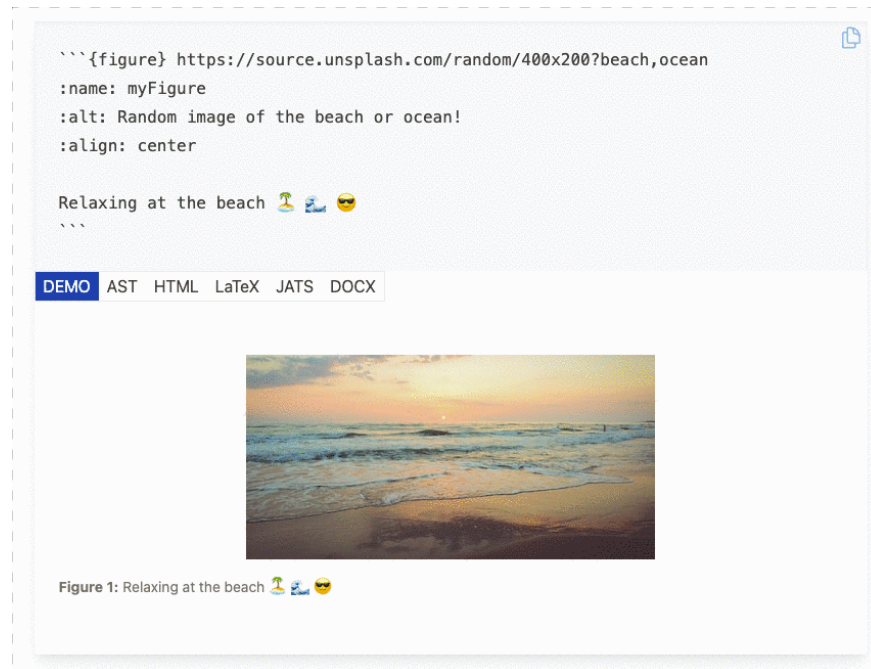 ```{figure} https://source.unsplash.com/random/400x200?beach,ocean
:name: myFigure
:alt: Random image of the beach or ocean!
:align: center
Relaxing at the beach 🏝 🌊 😎
```
DEMO AST HTML LaTeX JATS DOCX
Figure 1: Relaxing at the beach 🏝 🌊 😎